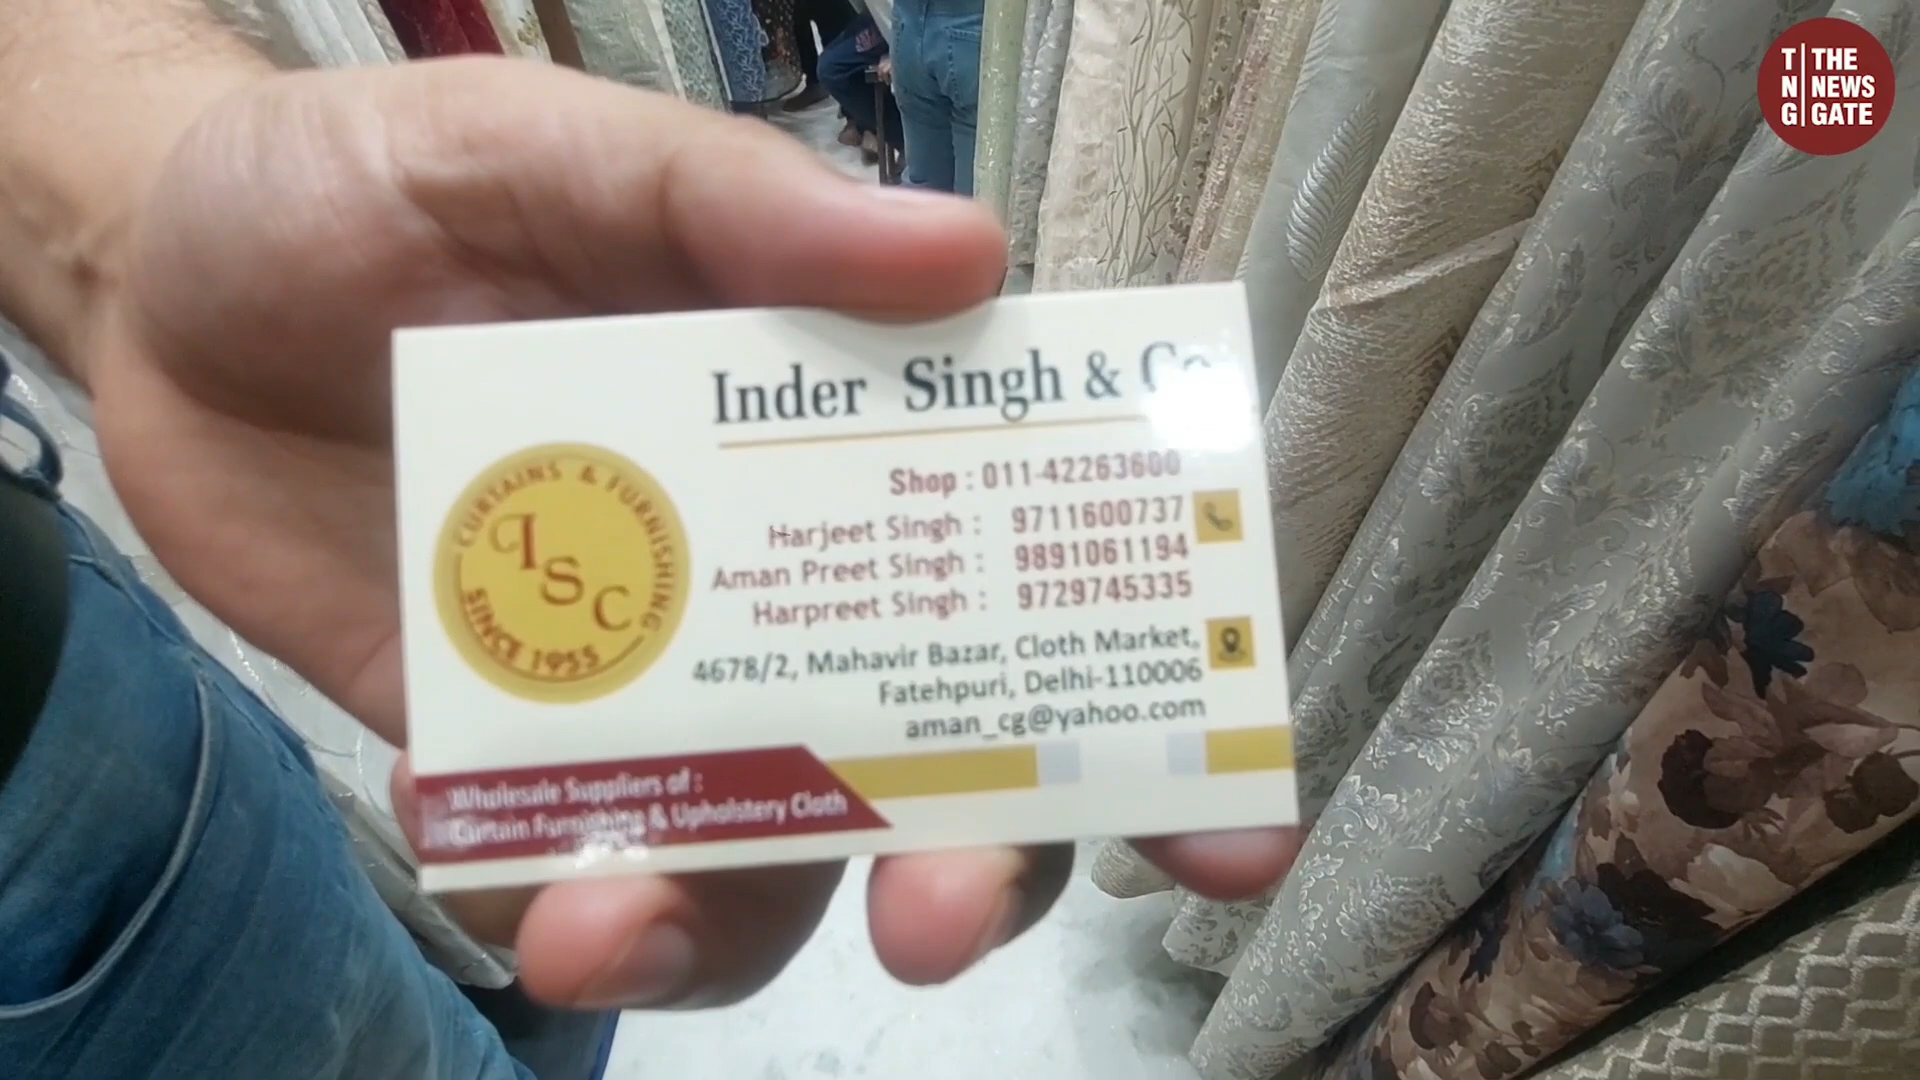 T THE
N NEWS
G GATE
Inder Singh & Co
CURTAINS & FURNISHING
ISC
SINCE 1955
Shop : 011-42263600
Harjeet Singh : 9711600737
Aman Preet Singh : 9891061194
Harpreet Singh : 9729745335
4678/2, Mahavir Bazar, Cloth Market,
Fatehpuri, Delhi-110006
aman_cg@yahoo.com
Wholesale Suppliers of :
Curtain Furnishing & Upholstery Cloth